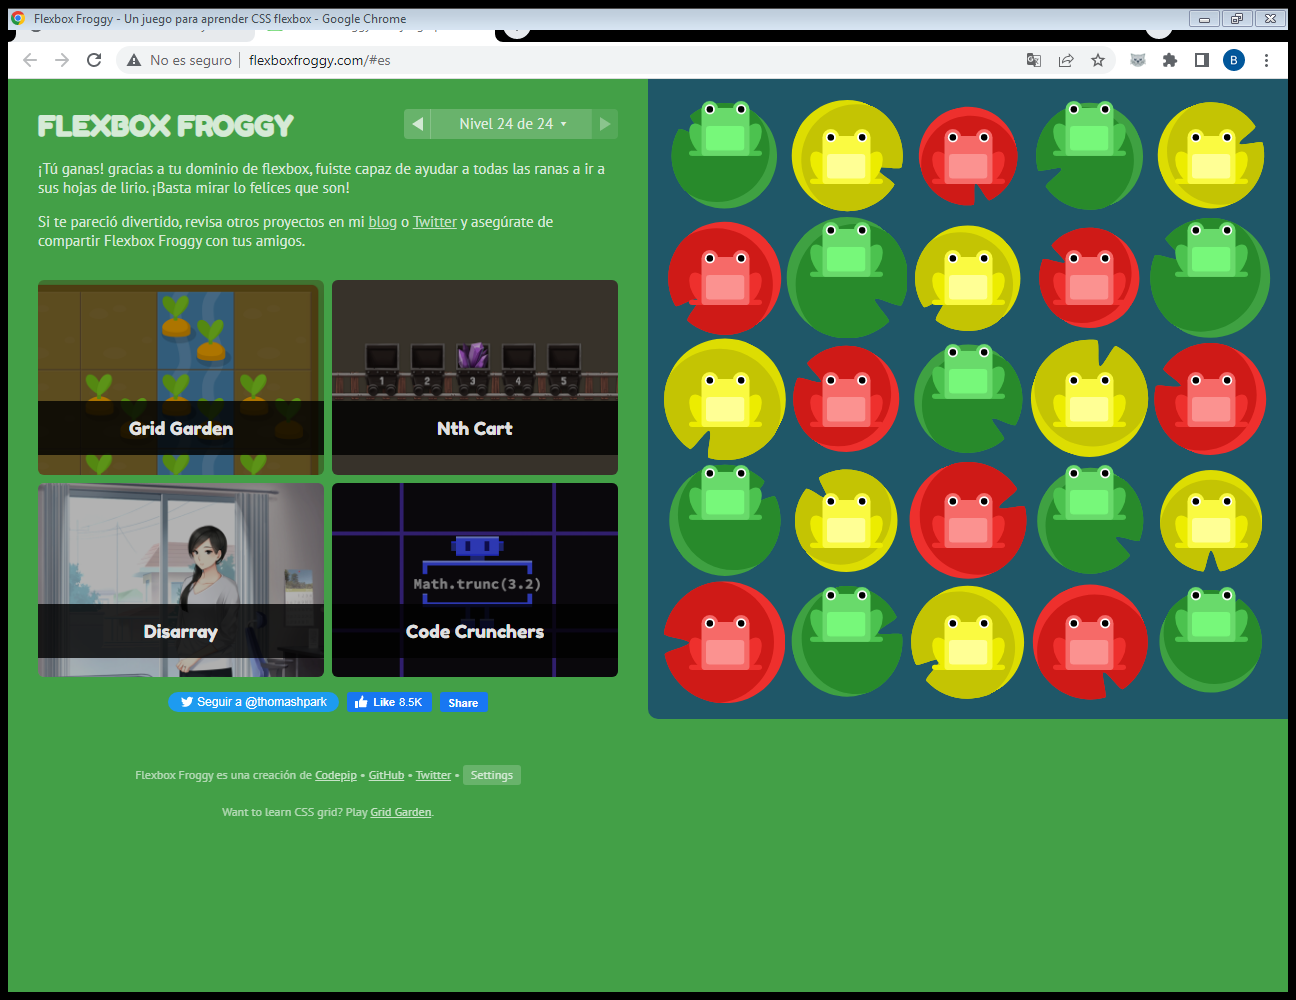 Flexbox Froggy - Un juego para aprender CSS flexbox - Google Chrome
No es seguro
flexboxfroggy.com/#es
B
FLEXBOX FROGGY
Nivel 24 de 24
¡Tú ganas! gracias a tu dominio de flexbox, fuiste capaz de ayudar a todas las ranas a ir a
sus hojas de lirio. ¡Basta mirar lo felices que son!
Si te pareció divertido, revisa otros proyectos en mi blog o Twitter y asegúrate de
compartir Flexbox Froggy con tus amigos.
Grid Garden
1 2 3 4 5
Nth Cart
Disarray
Math.trunc(3.2)
Code Crunchers
Seguir a @thomashpark
Like 8.5K
Share
Flexbox Froggy es una creación de Codepip • GitHub • Twitter • Settings
Want to learn CSS grid? Play Grid Garden.